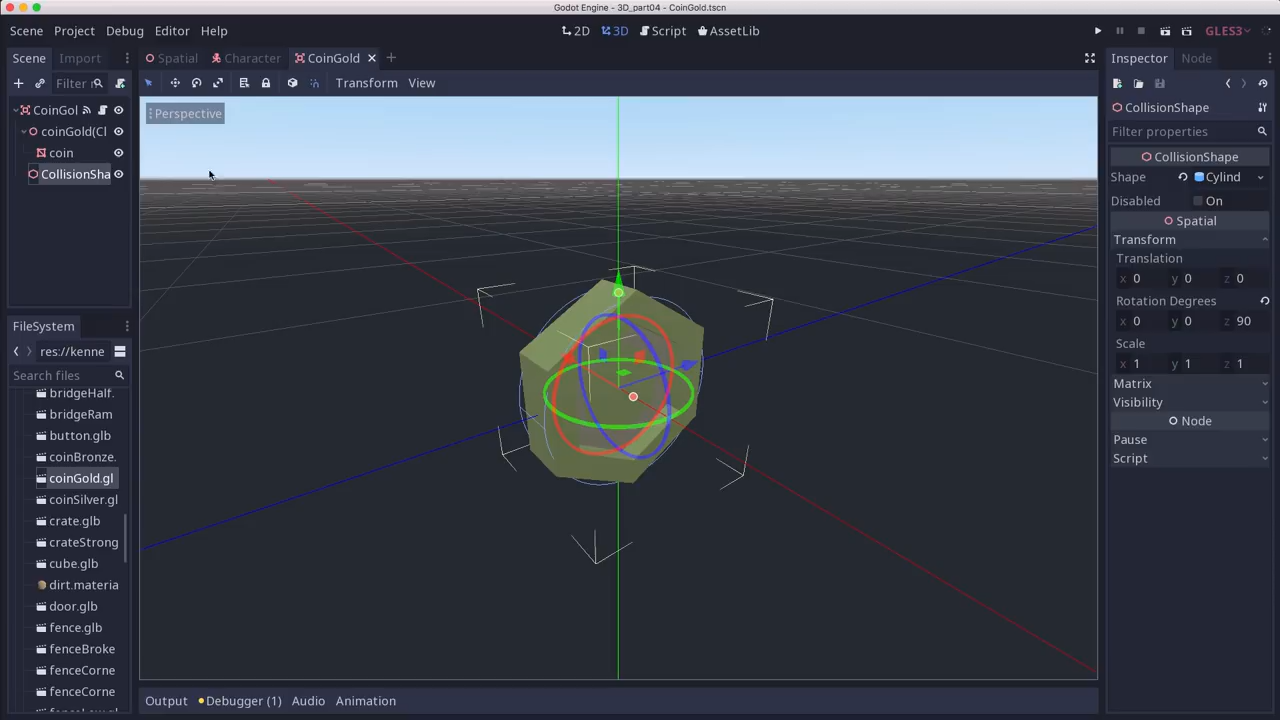 Godot Engine - 3D_part04 - CoinGold.tscn
Scene Project Debug Editor Help
2D 3D Script AssetLib
GLES3
Scene Import
Spatial Character CoinGold
Inspector Node
Filter
Transform View
CoinGol
coinGold(Cl
coin
CollisionSha
Perspective
FileSystem
res://kenne
Search files
bridgeHalf.
bridgeRam
button.glb
coinBronze.
coinGold.gl
coinSilver.gl
crate.glb
crateStrong
cube.glb
dirt.materia
door.glb
fence.glb
fenceBroke
fenceCorne
fenceCorne
fenceLow.gl
Output Debugger (1) Audio Animation
CollisionShape
Filter properties
CollisionShape
Shape Cylind
Disabled On
Spatial
Transform
Translation
x 0 y 0 z 0
Rotation Degrees
x 0 y 0 z 90
Scale
x 1 y 1 z 1
Matrix
Visibility
Node
Pause
Script